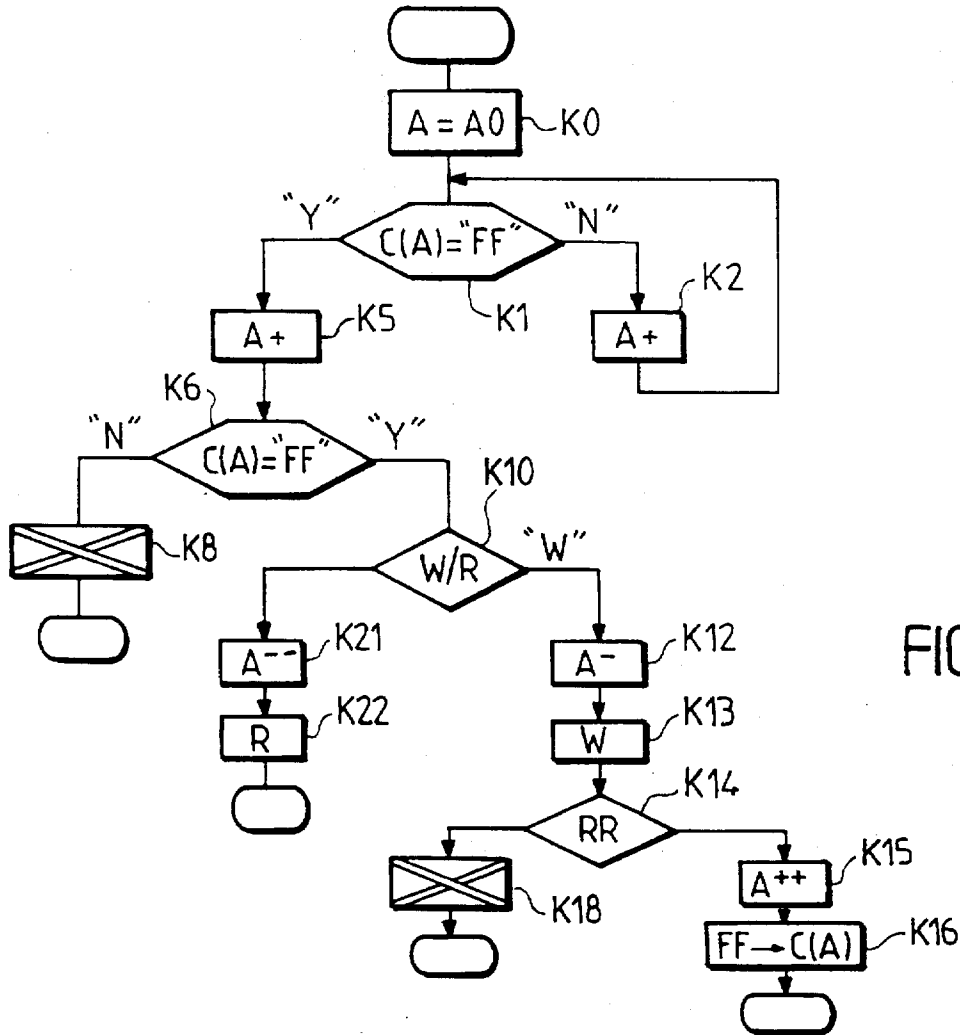 A = A0
K0
"Y"
C(A)="FF"
"N"
K1
K2
A+
K5
A+
K6
"N"
C(A)="FF"
"Y"
K8
K10
W/R
"W"
K21
A--
K12
A-
K22
R
K13
W
K14
RR
K18
K15
A++
K16
FF→C(A)
FIG